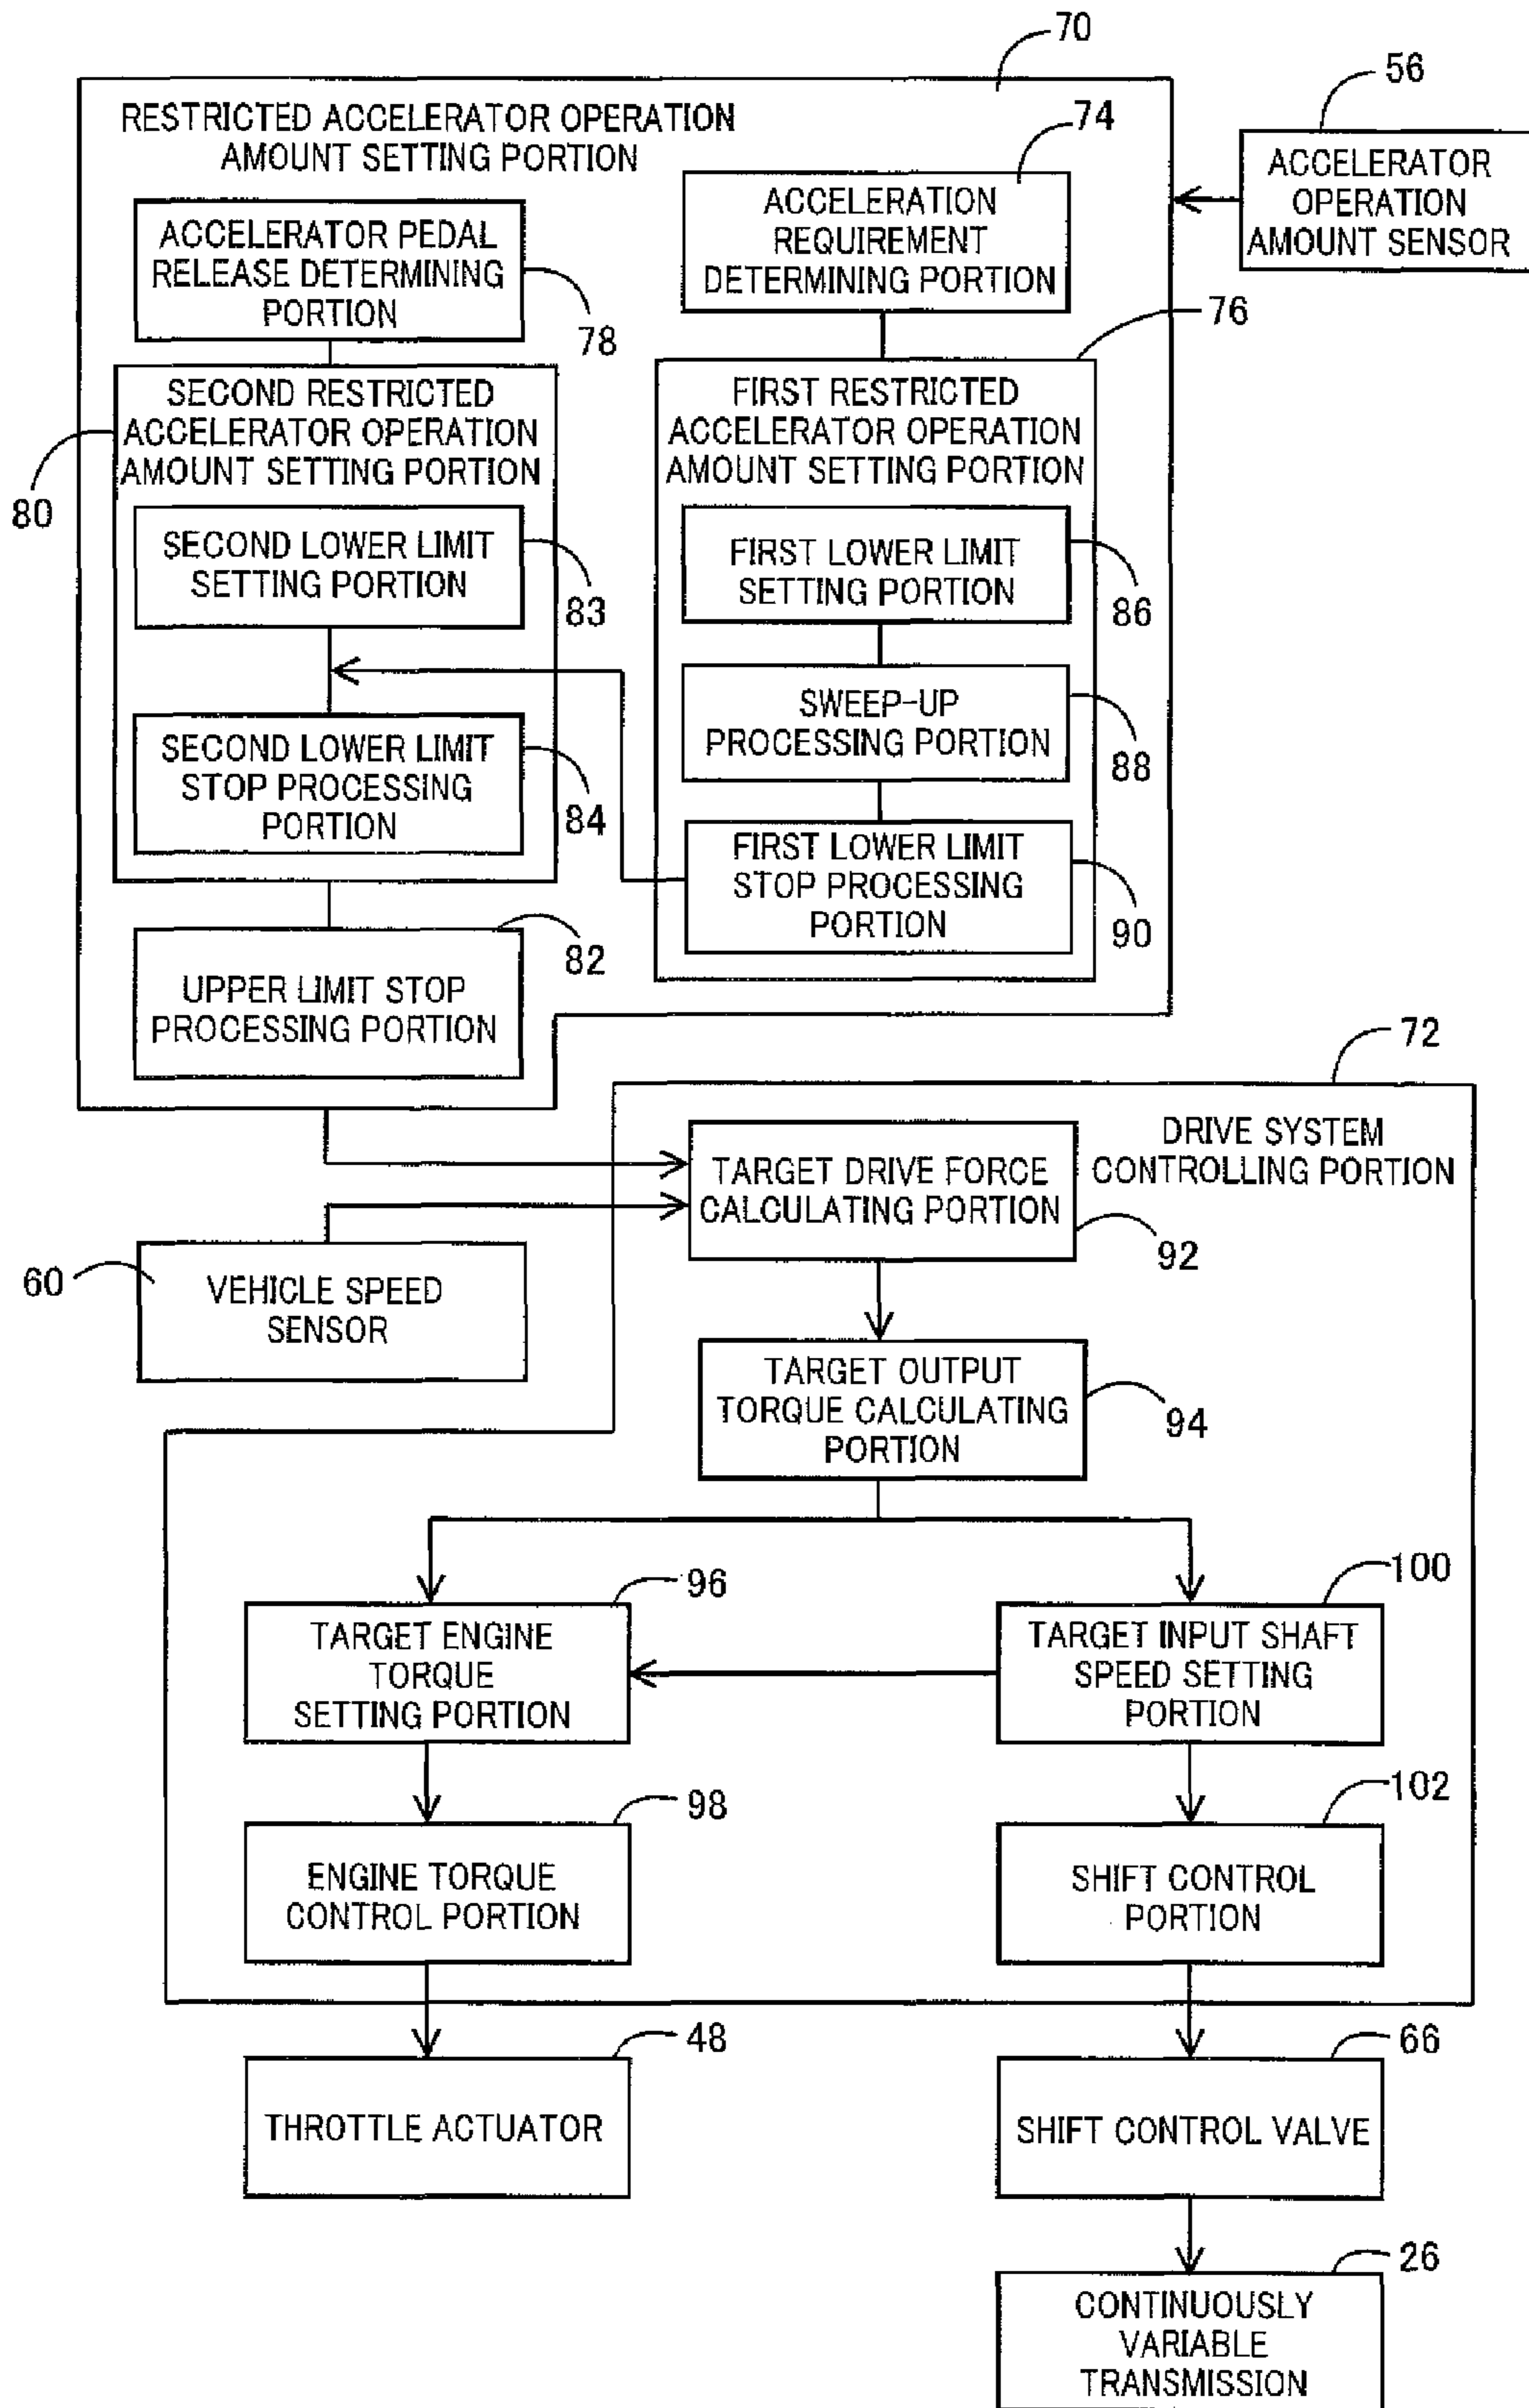 70
56
RESTRICTED ACCELERATOR OPERATION
AMOUNT SETTING PORTION
74
ACCELERATOR
OPERATION
AMOUNT SENSOR
ACCELERATION
REQUIREMENT
DETERMINING PORTION
ACCELERATOR PEDAL
RELEASE DETERMINING
PORTION
78
76
SECOND RESTRICTED
ACCELERATOR OPERATION
AMOUNT SETTING PORTION
80
FIRST RESTRICTED
ACCELERATOR OPERATION
AMOUNT SETTING PORTION
SECOND LOWER LIMIT
SETTING PORTION
83
FIRST LOWER LIMIT
SETTING PORTION
86
SWEEP-UP
PROCESSING PORTION
88
SECOND LOWER LIMIT
STOP PROCESSING
PORTION
84
FIRST LOWER LIMIT
STOP PROCESSING
PORTION
90
82
UPPER LIMIT STOP
PROCESSING PORTION
72
DRIVE SYSTEM
CONTROLLING PORTION
TARGET DRIVE FORCE
CALCULATING PORTION
92
60
VEHICLE SPEED
SENSOR
TARGET OUTPUT
TORQUE CALCULATING
PORTION
94
96
100
TARGET ENGINE
TORQUE
SETTING PORTION
TARGET INPUT SHAFT
SPEED SETTING
PORTION
98
102
ENGINE TORQUE
CONTROL PORTION
SHIFT CONTROL
PORTION
48
66
THROTTLE ACTUATOR
SHIFT CONTROL VALVE
26
CONTINUOUSLY
VARIABLE
TRANSMISSION